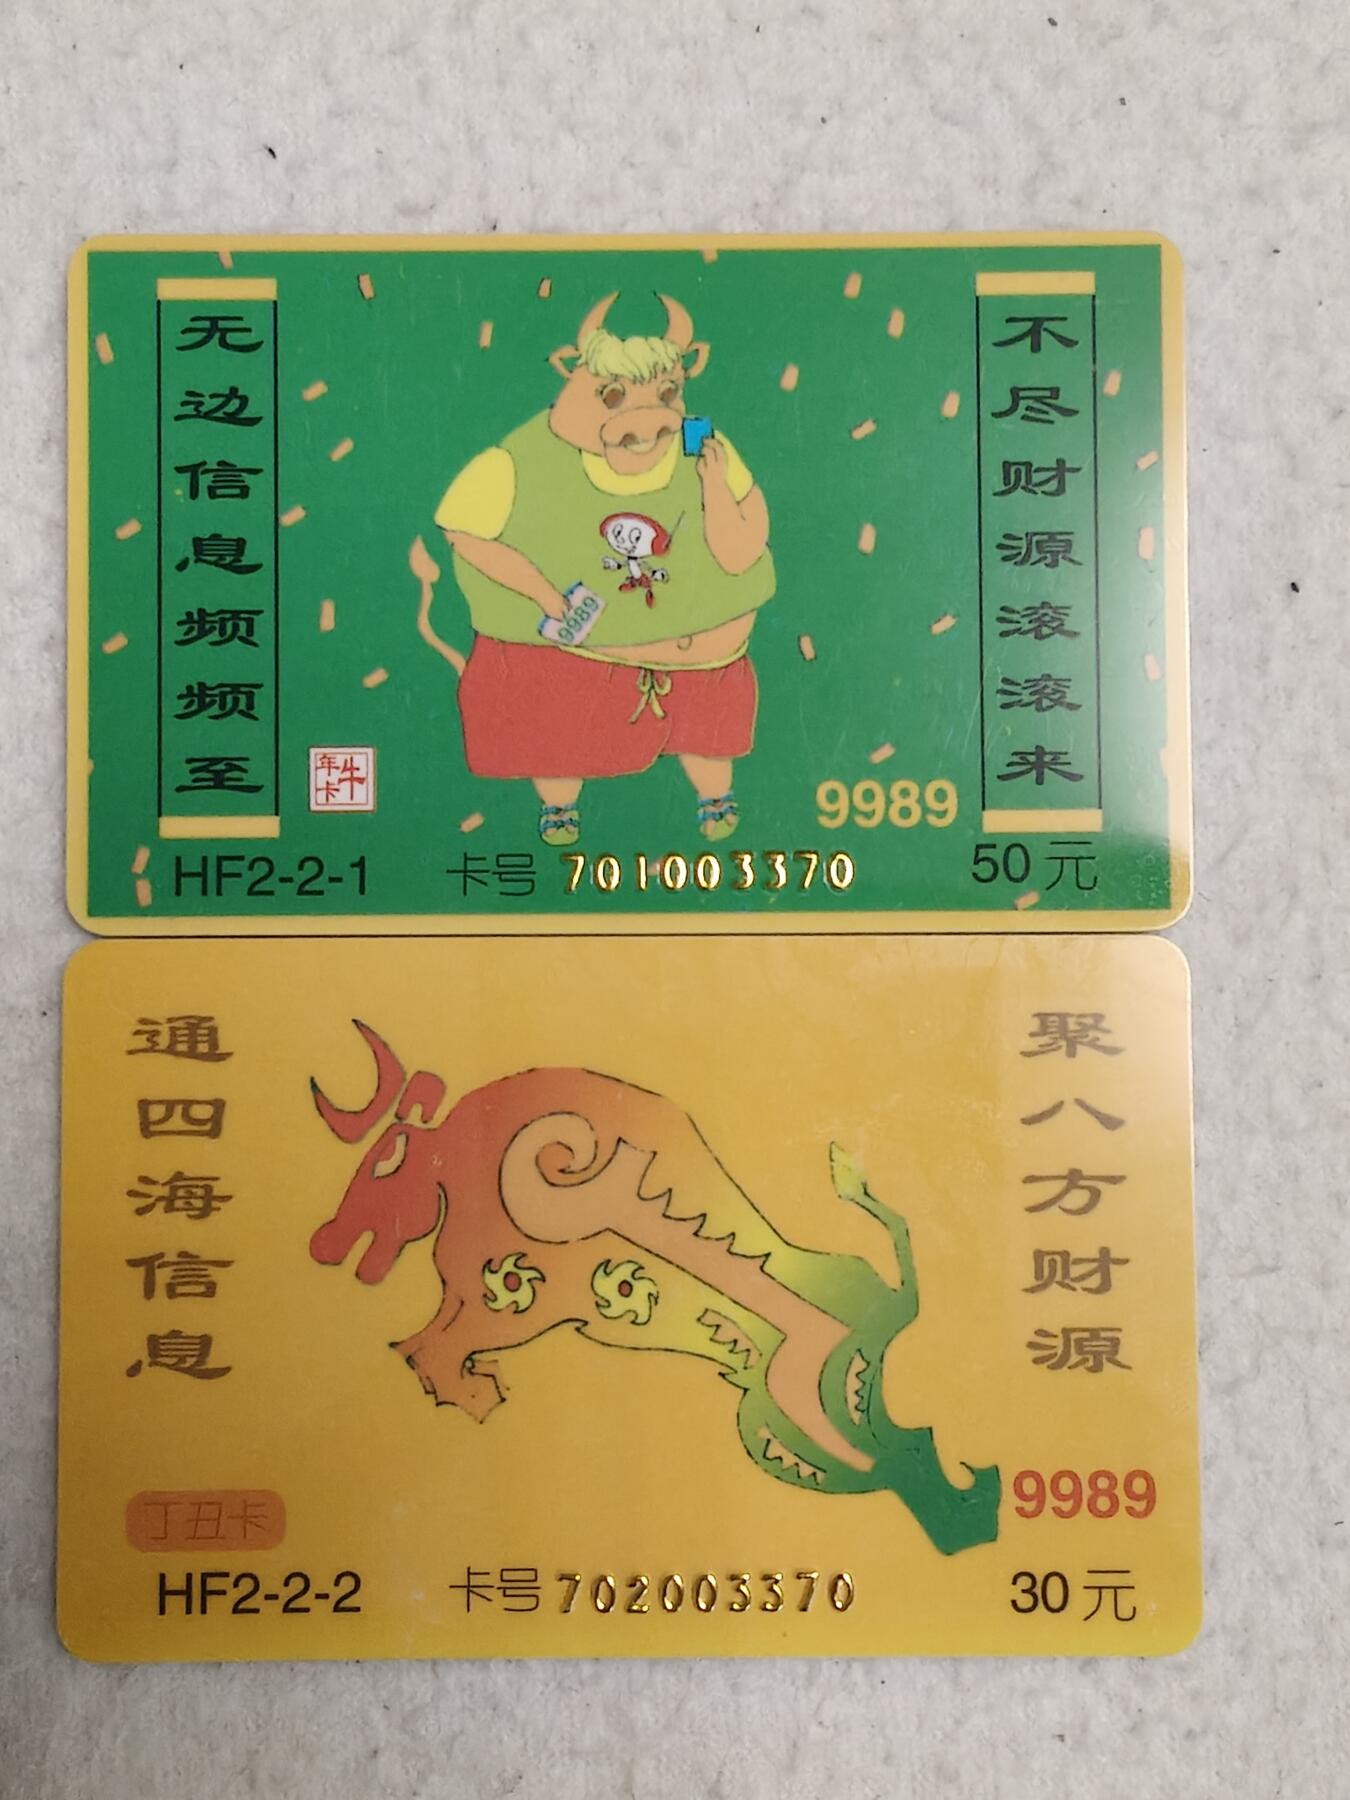 无边信息频频至
不尽财源滚滚来
9989
牛年卡
9989
HF2-2-1 卡号 701003370 50元
通四海信息
聚八方财源
丁丑卡
9989
HF2-2-2 卡号 702003370 30元